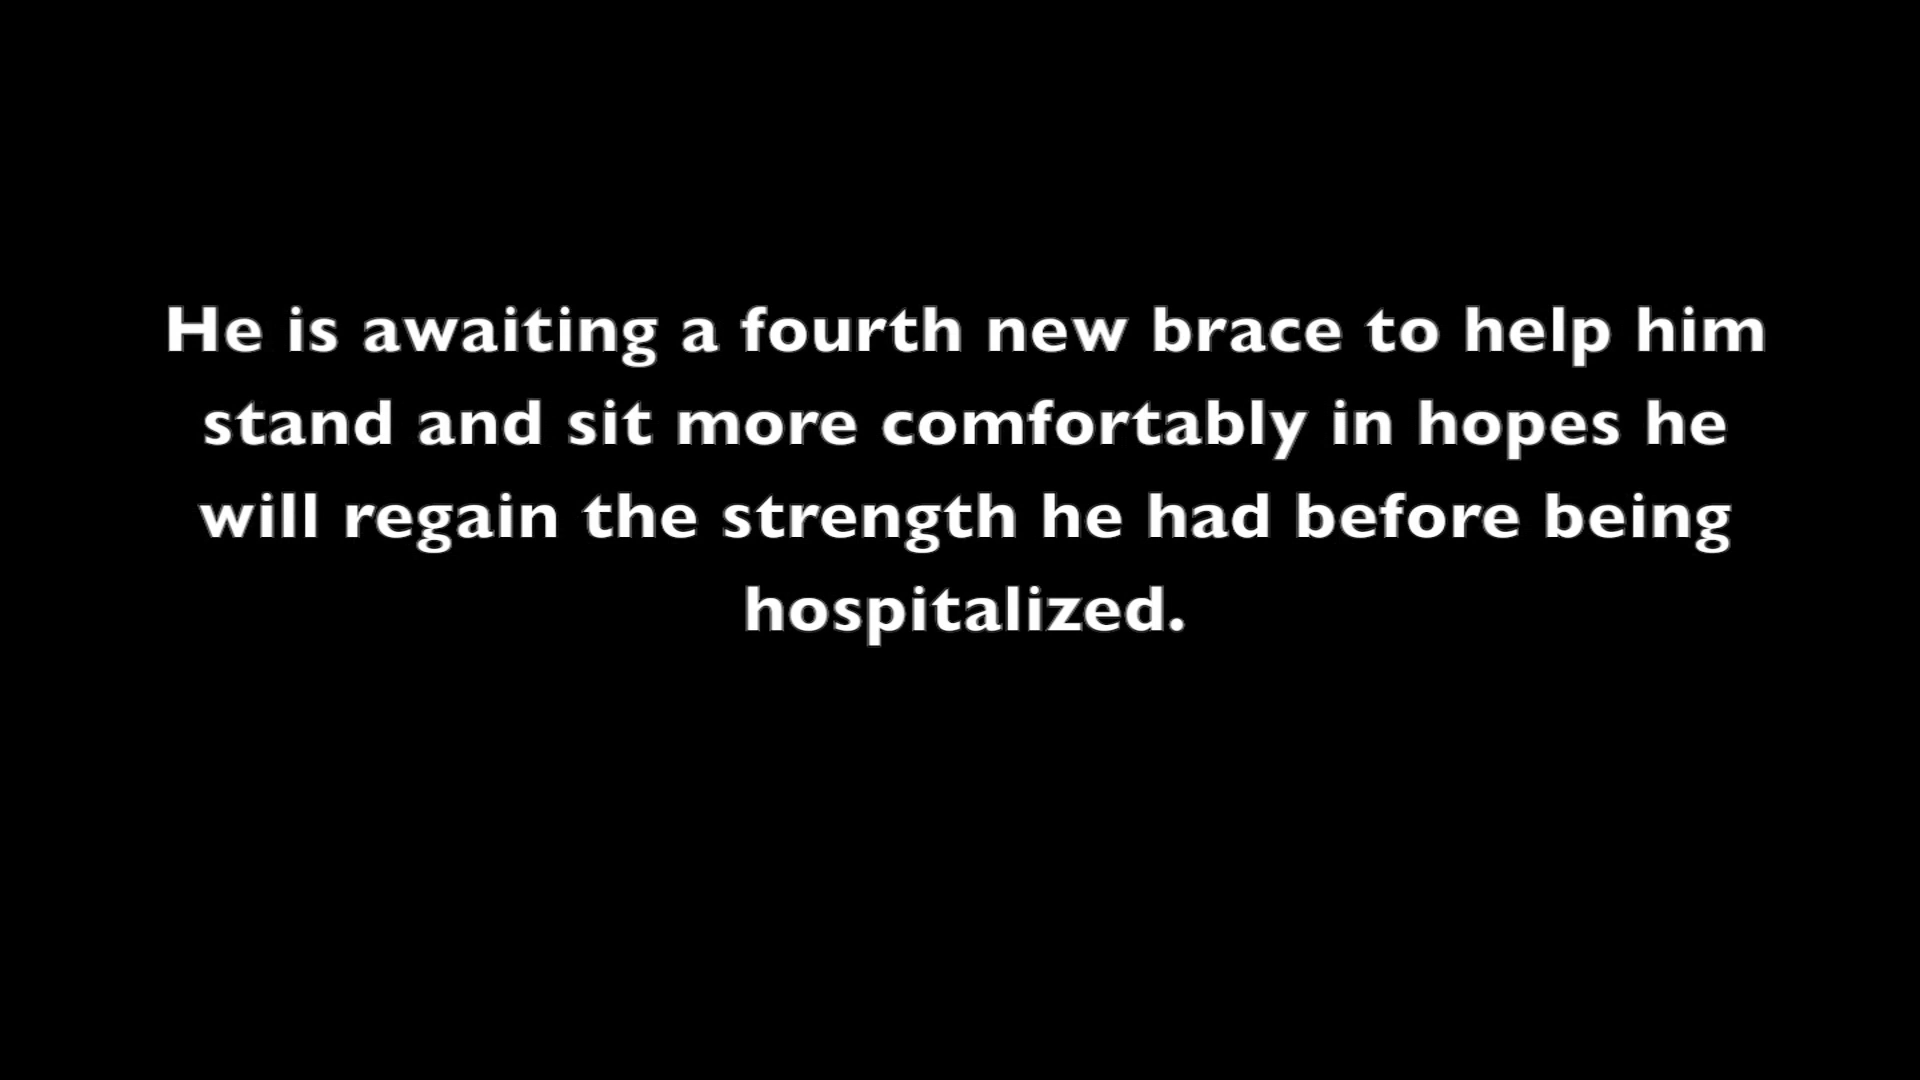 He is awaiting a fourth new brace to help him
stand and sit more comfortably in hopes he
will regain the strength he had before being
hospitalized.